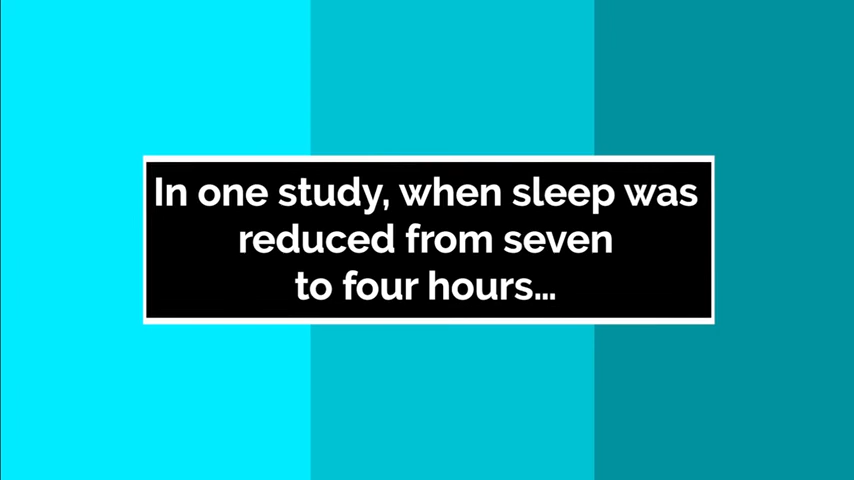 In one study, when sleep was
reduced from seven
to four hours...